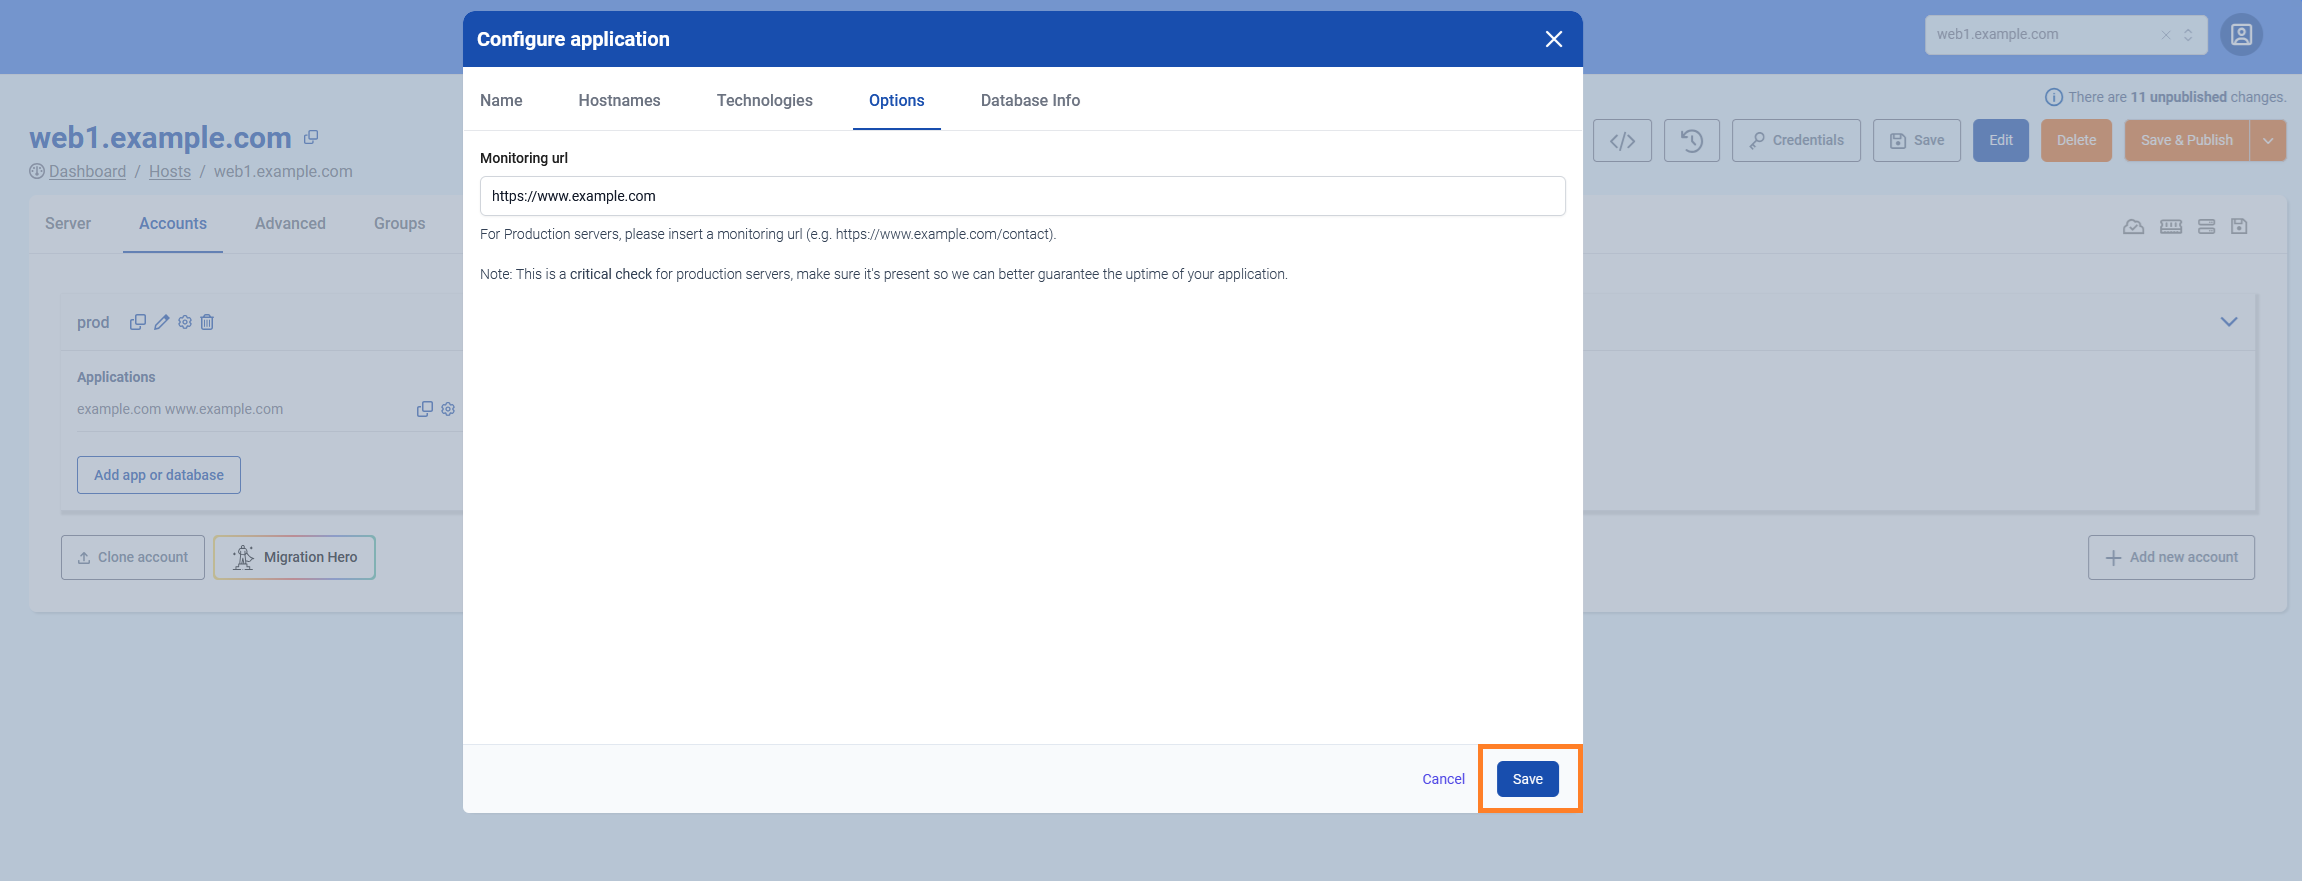 Configure application
web1.example.com
Name
Hostnames
Technologies
Options
Database Info
There are 11 unpublished changes.
web1.example.com
Dashboard / Hosts / web1.example.com
Credentials
Save
Edit
Delete
Save & Publish
Monitoring url
https://www.example.com
For Production servers, please insert a monitoring url (e.g. https://www.example.com/contact).
Note: This is a critical check for production servers, make sure it's present so we can better guarantee the uptime of your application.
Server
Accounts
Advanced
Groups
prod
Applications
example.com www.example.com
Add app or database
Clone account
Migration Hero
Add new account
Cancel
Save